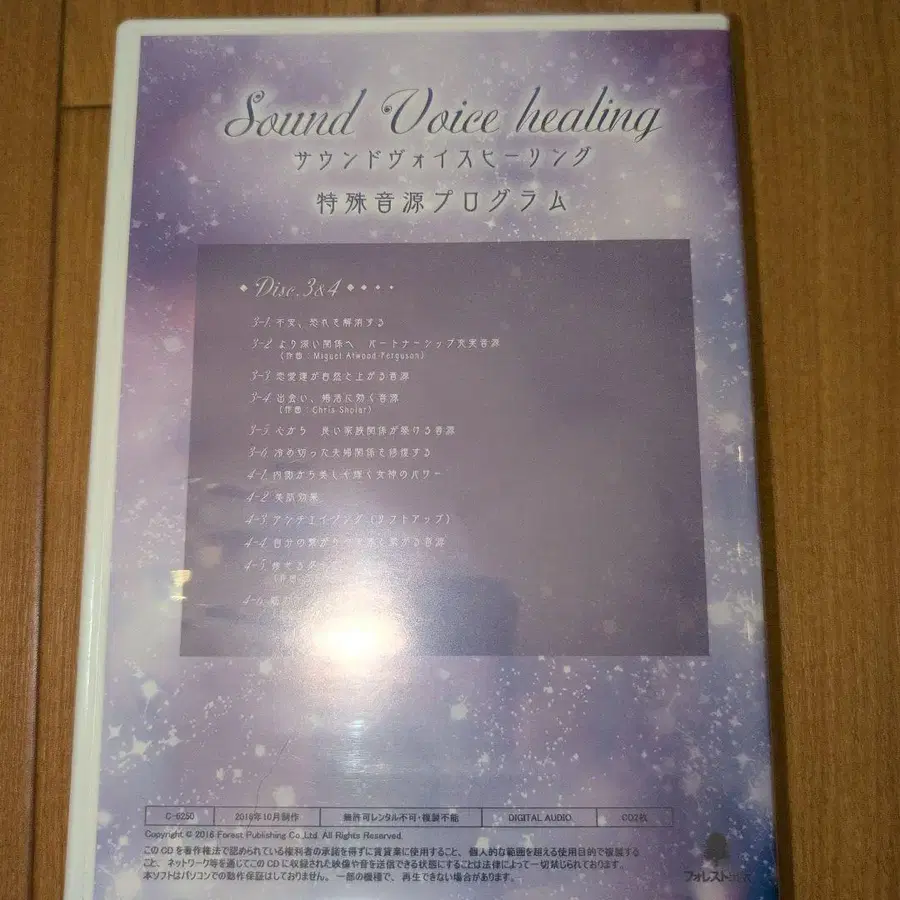 Sound Voice healing
サウンドヴォイスヒーリング
特殊音源プログラム
Disc.3&4
3-1. 不安、恐れを解消する
3-2. より深い関係へ パートナーシップ充実音源
(作曲:Miguel Atwood-Ferguson)
3-3. 恋愛運が自然と上がる音源
3-4. 出会い、婚活に効く音源
(作曲:Chris Sholar)
3-5. 心から 良い家族関係が築ける音源
3-6. 冷め切った夫婦関係を修復する
4-1. 内面から美しく輝く女神のパワー
4-2. 美肌効果
4-3. アンチエイジング(リフトアップ)
4-4. 自分の
4-5. 痩せる
4-6.
C-6250
2016年10月制作
無許可レンタル不可・複製不能
DIGITAL AUDIO
CD2枚
Copyright © 2016 Forest Publishing Co.,Ltd. All Rights Reserved.
このCDを著作権法で認められている権利者の承諾を得ずに賃貸業に使用すること、個人的な範囲を超える使用目的で複製する
こと、ネットワーク等を通じてこのCDに収録された映像や音を送信できる状態にすることは法律によって一切禁じられております。
本ソフトはパソコンでの動作保証はしておりません。一部の機種で、再生できない場合があります。
フォレスト出版